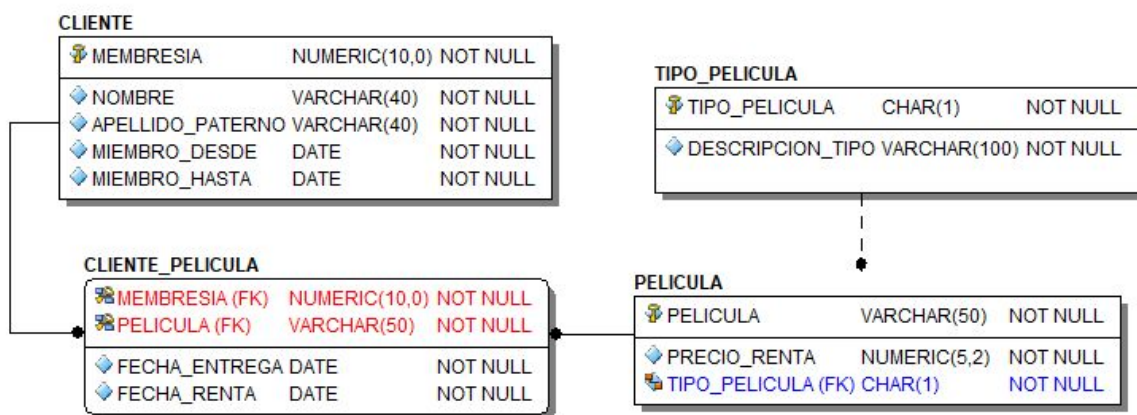 CLIENTE
MEMBRESIA NUMERIC(10,0) NOT NULL
NOMBRE VARCHAR(40) NOT NULL
APELLIDO_PATERNO VARCHAR(40) NOT NULL
MIEMBRO_DESDE DATE NOT NULL
MIEMBRO_HASTA DATE NOT NULL
TIPO_PELICULA
TIPO_PELICULA CHAR(1) NOT NULL
DESCRIPCION_TIPO VARCHAR(100) NOT NULL
CLIENTE_PELICULA
MEMBRESIA (FK) NUMERIC(10,0) NOT NULL
PELICULA (FK) VARCHAR(50) NOT NULL
FECHA_ENTREGA DATE NOT NULL
FECHA_RENTA DATE NOT NULL
PELICULA
PELICULA VARCHAR(50) NOT NULL
PRECIO_RENTA NUMERIC(5,2) NOT NULL
TIPO_PELICULA (FK) CHAR(1) NOT NULL